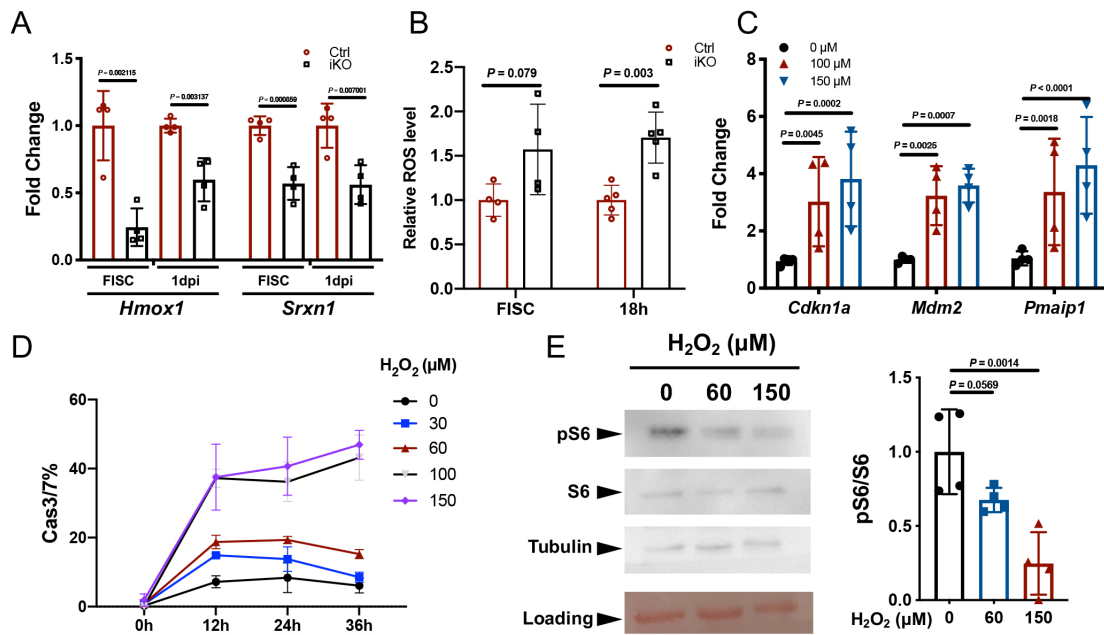 A
Ctrl
iKO
P = 0.002115
P = 0.003137
P = 0.000859
P = 0.007001
Fold Change
1.5
1.0
0.5
0.0
FISC
1dpi
FISC
1dpi
Hmox1
Srxn1
B
Ctrl
iKO
P = 0.079
P = 0.003
Relative ROS level
2.5
2.0
1.5
1.0
0.5
0.0
FISC
18h
C
0 µM
100 µM
150 µM
P < 0.0001
P = 0.0002
P = 0.0007
P = 0.0018
P = 0.0045
P = 0.0025
Fold Change
8
6
4
2
0
Cdkn1a
Mdm2
Pmaip1
D
H2O2 (µM)
0
30
60
100
150
Cas3/7%
60
40
20
0
0h
12h
24h
36h
E
H2O2 (µM)
0
60
150
pS6
S6
Tubulin
Loading
P = 0.0014
P = 0.0569
pS6/S6
1.5
1.0
0.5
0.0
H2O2 (µM)
0
60
150